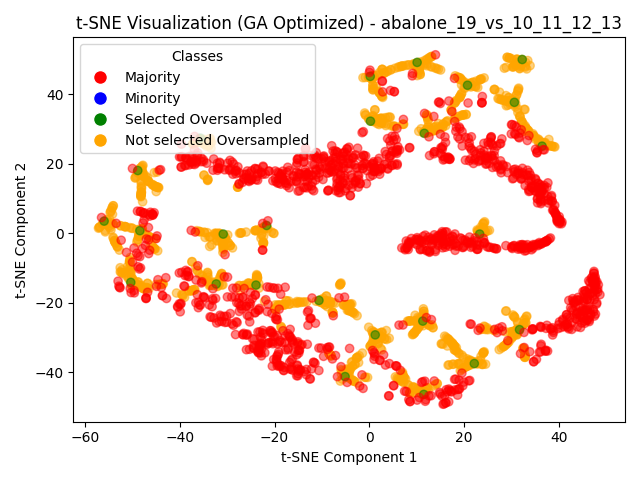 t-SNE Visualization (GA Optimized) - abalone_19_vs_10_11_12_13
Classes
Majority
Minority
Selected Oversampled
Not selected Oversampled
t-SNE Component 2
40
20
0
−20
−40
−60 −40 −20 0 20 40
t-SNE Component 1